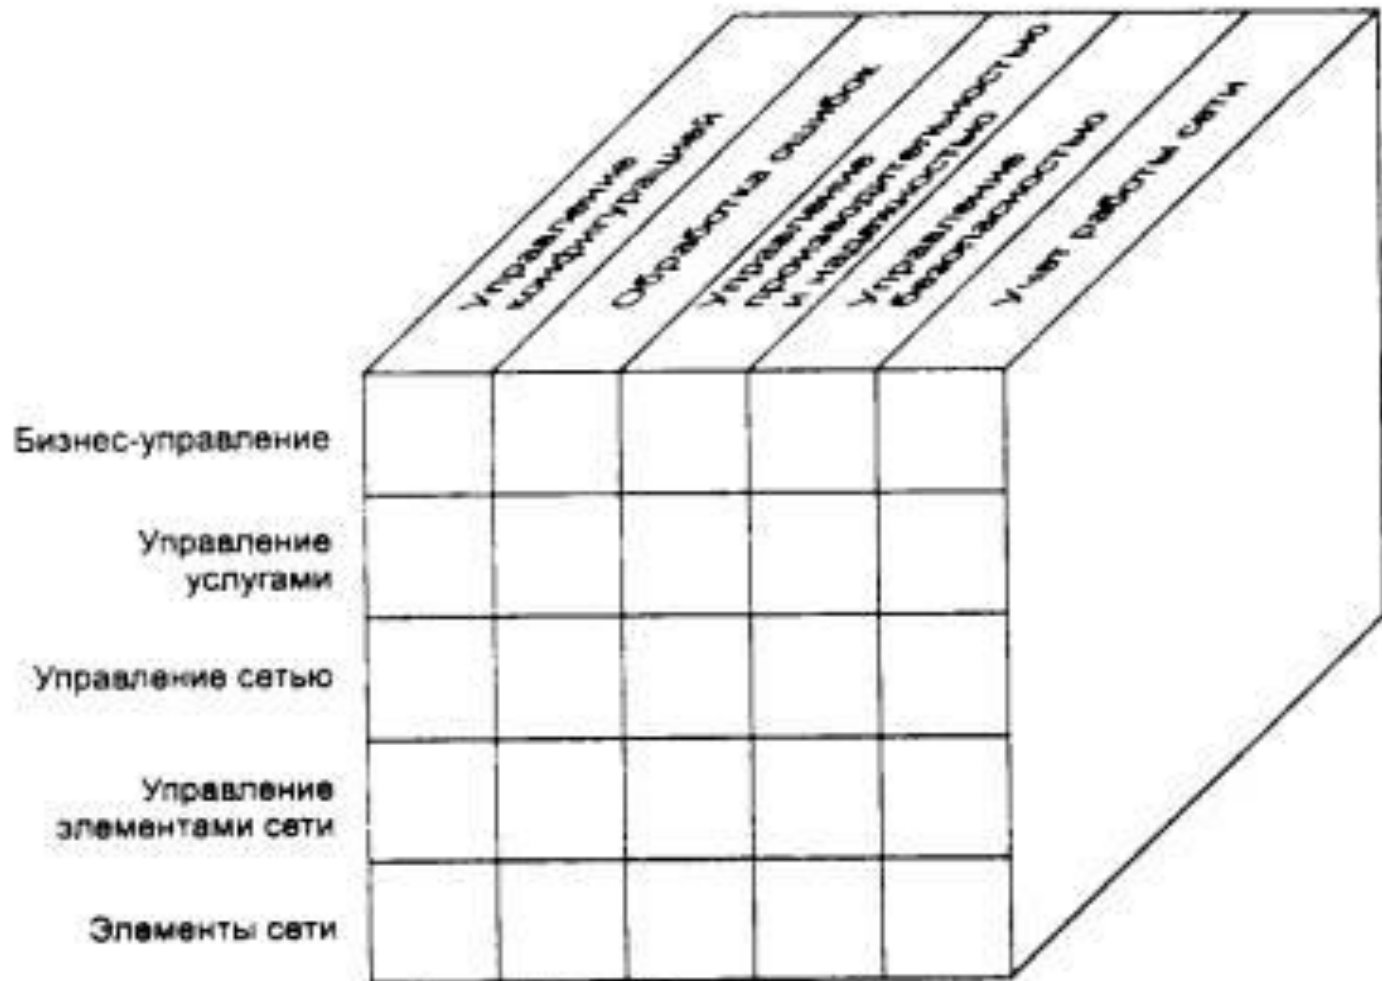 Управление
конфигурацией
Обработка ошибок
Управление
производительностью
и надежностью
Управление
безопасностью
Учет работы сети
Бизнес-управление
Управление
услугами
Управление сетью
Управление
элементами сети
Элементы сети